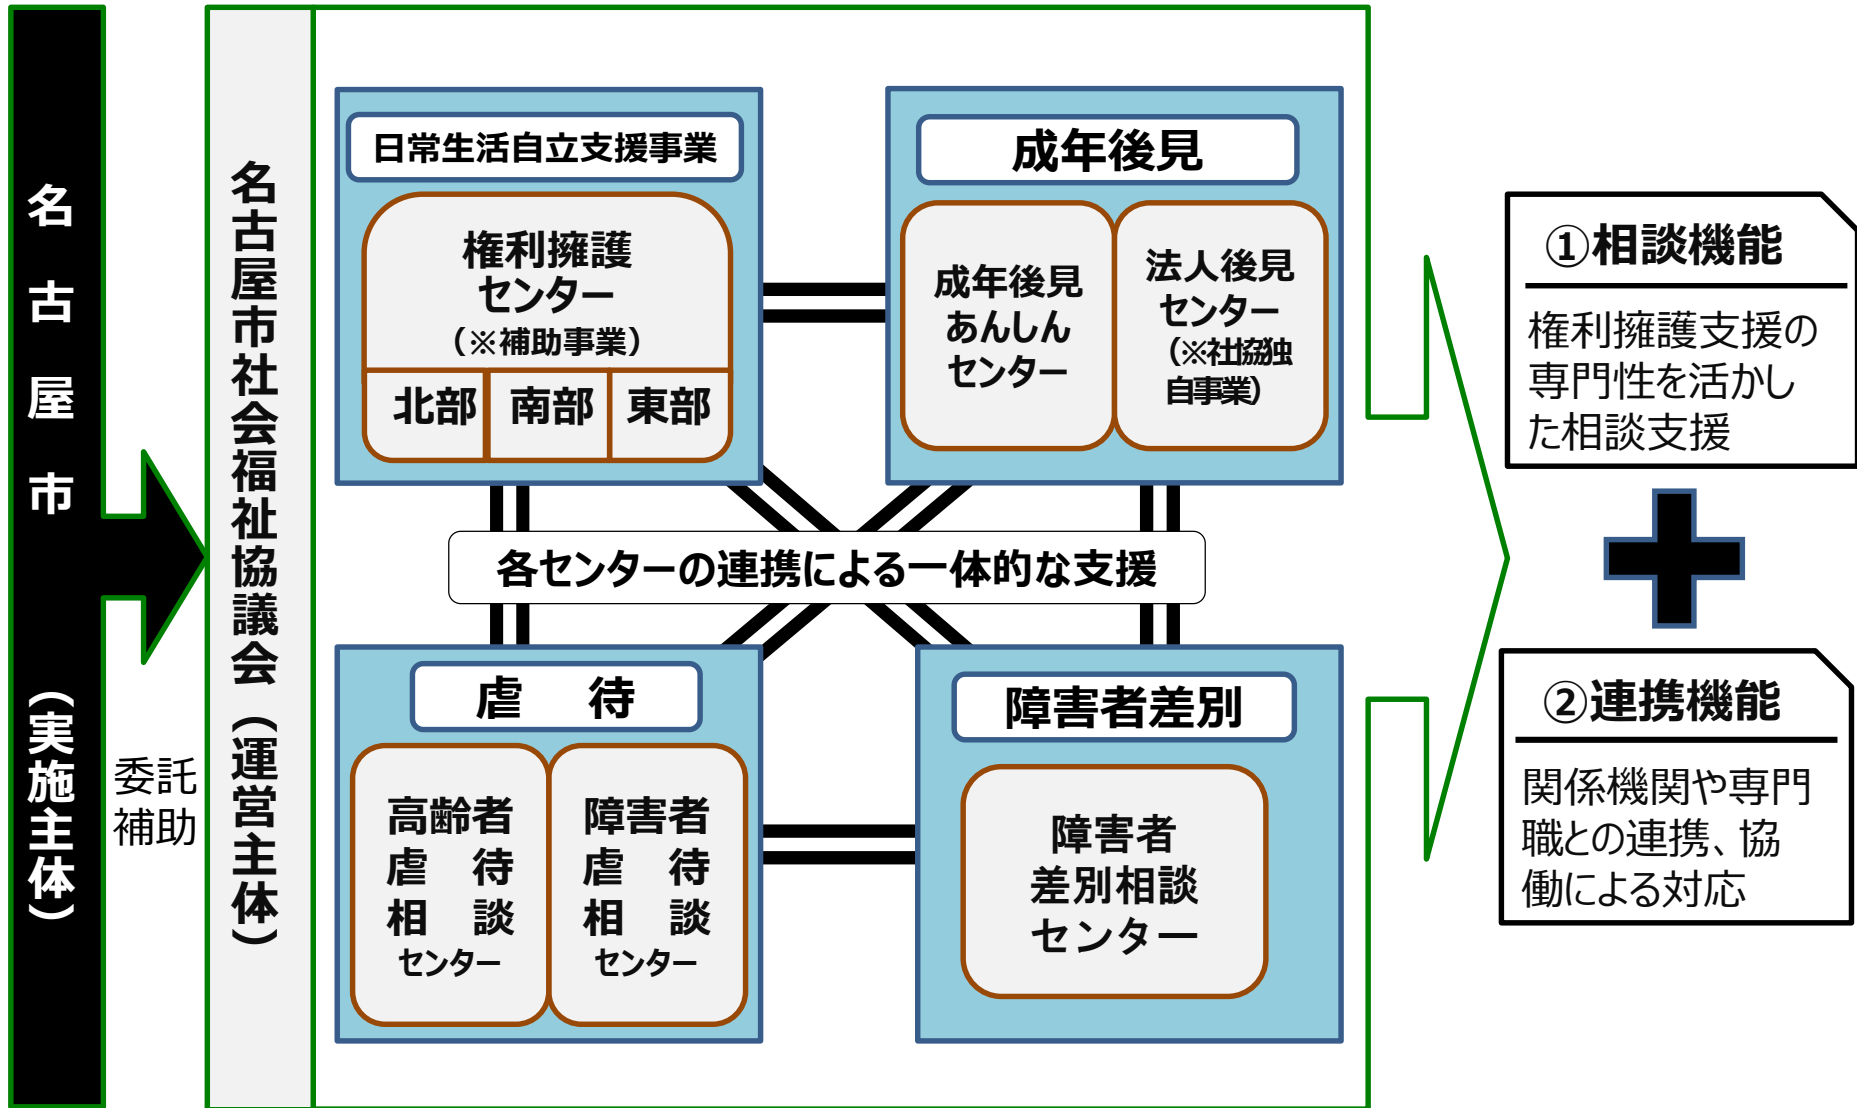 名古屋市（実施主体）
委託
補助
名古屋市社会福祉協議会（運営主体）
日常生活自立支援事業
権利擁護
センター
（※補助事業）
北部
南部
東部
成年後見
成年後見
あんしん
センター
法人後見
センター
（※社協独
自事業）
各センターの連携による一体的な支援
虐　待
高齢者
虐　待
相　談
センター
障害者
虐　待
相　談
センター
障害者差別
障害者
差別相談
センター
①相談機能
権利擁護支援の
専門性を活かし
た相談支援
②連携機能
関係機関や専門
職との連携、協
働による対応